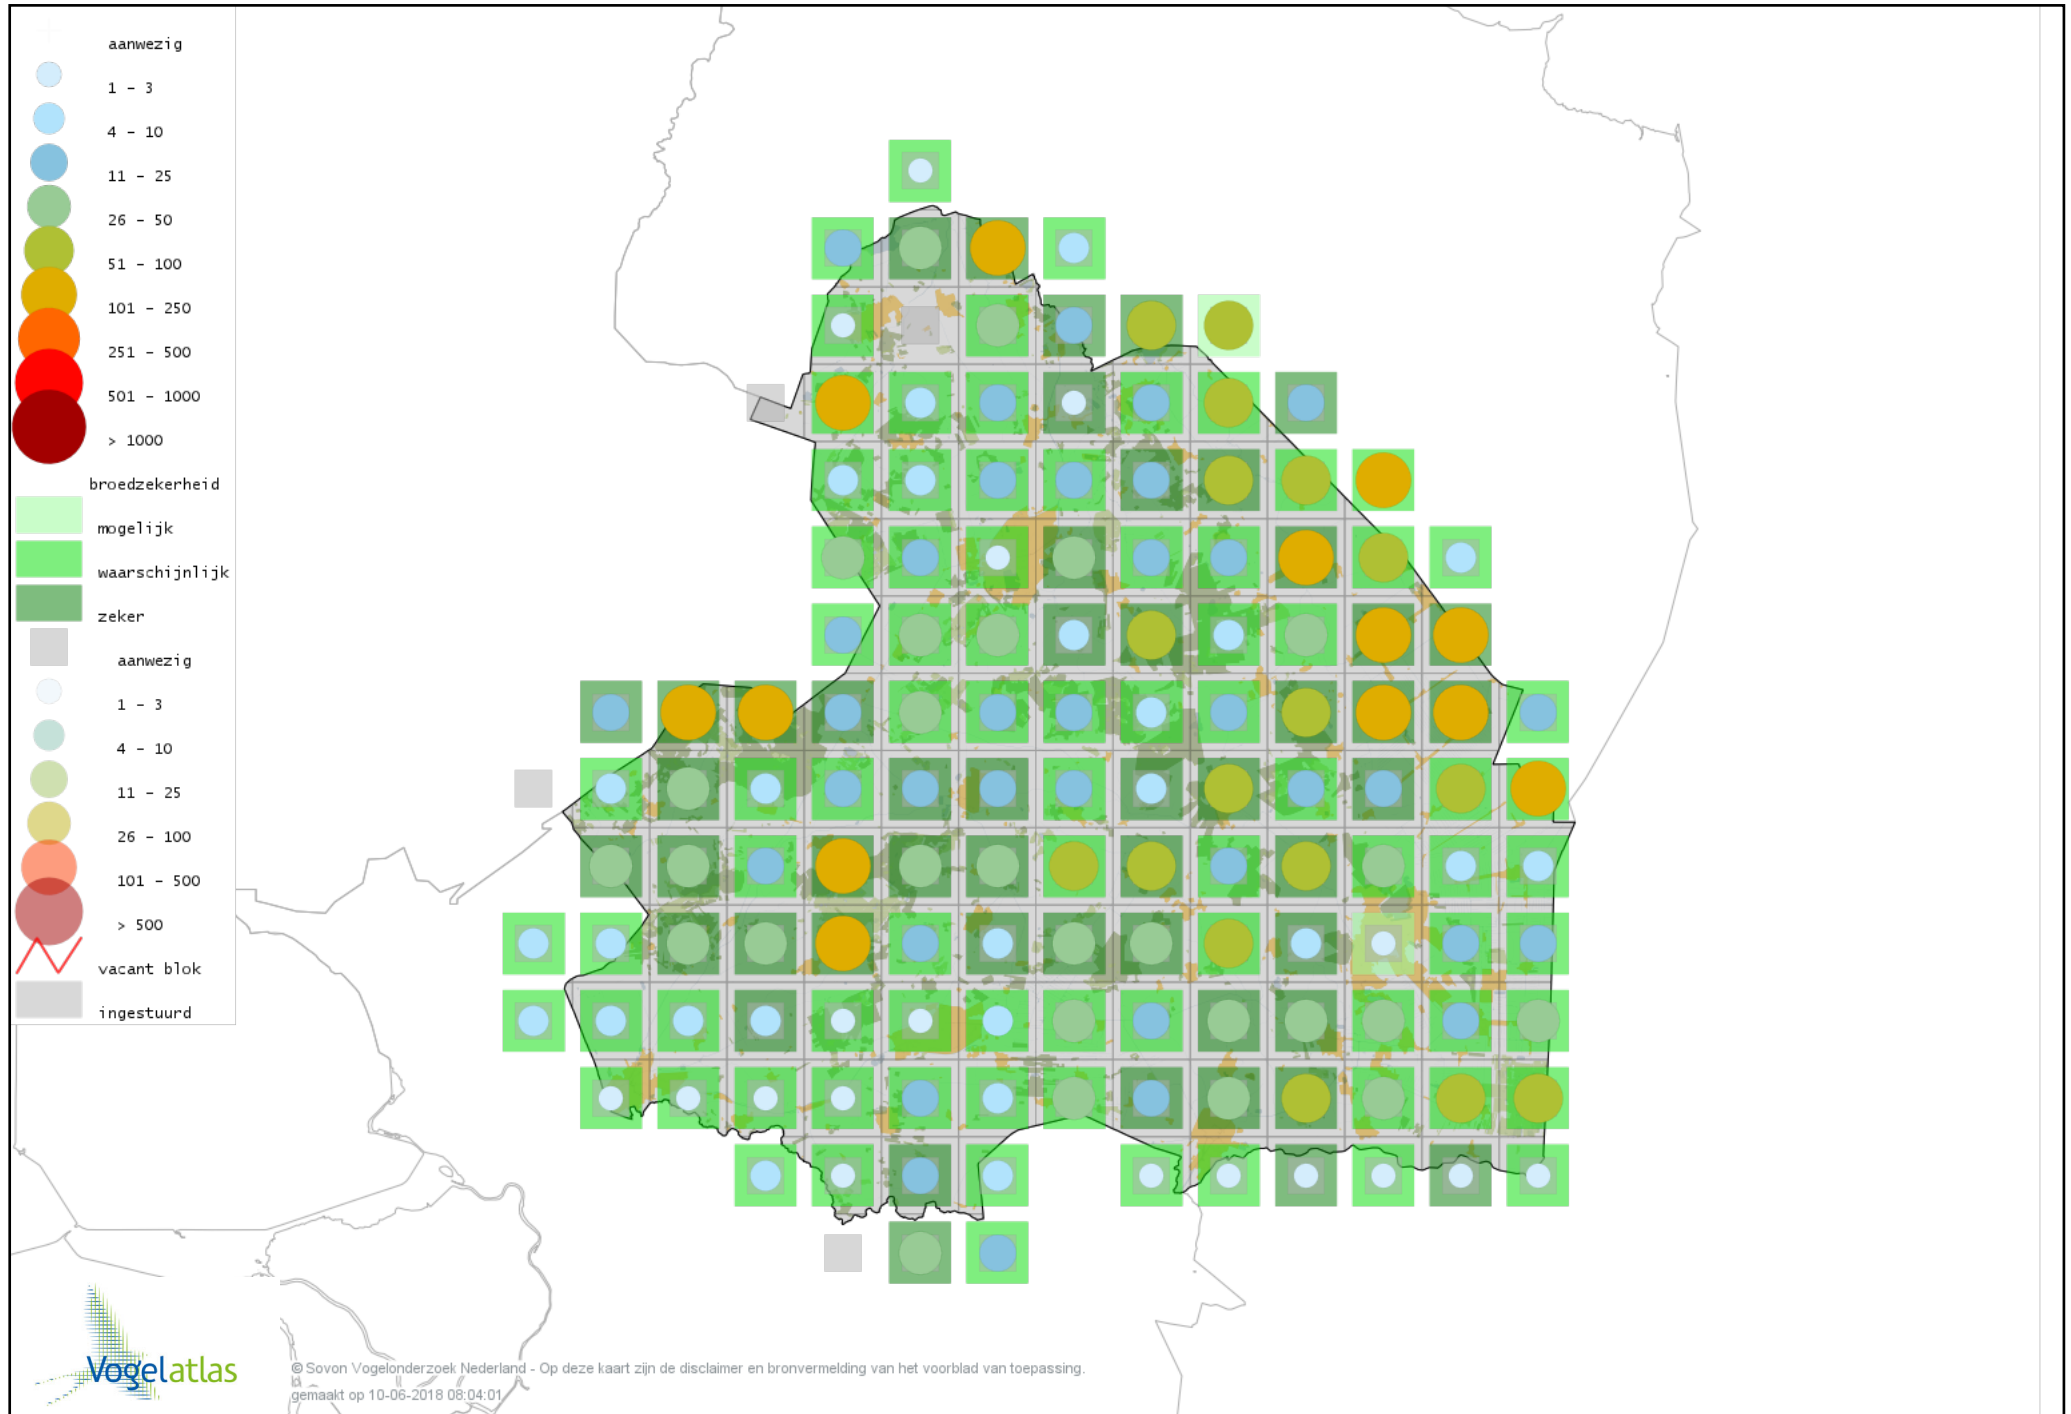 aanwezig
1 - 3
4 - 10
11 - 25
26 - 50
51 - 100
101 - 250
251 - 500
501 - 1000
> 1000
broedzekerheid
mogelijk
waarschijnlijk
zeker
aanwezig
1 - 3
4 - 10
11 - 25
26 - 100
101 - 500
> 500
vacant blok
ingestuurd
Vogelatlas
© Sovon Vogelonderzoek Nederland - Op deze kaart zijn de disclaimer en bronvermelding van het voorblad van toepassing.
gemaakt op 10-06-2018 08:04:01